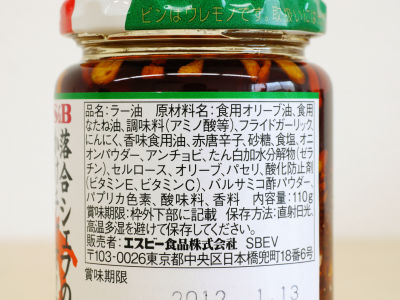 ビンはワレモノです。取扱いに
S&B
落合シェフの
品名：ラー油　原材料名：食用オリーブ油、食用
なたね油、調味料（アミノ酸等）、フライドガーリック、
にんにく、香味食用油、赤唐辛子、砂糖、食塩、オニ
オンパウダー、アンチョビ、たん白加水分解物（ゼラ
チン）、セルロース、オリーブ、パセリ、酸化防止剤
（ビタミンE、ビタミンC）、バルサミコ酢パウダー、
パプリカ色素、酸味料、香料　内容量：110g
賞味期限：枠外下部に記載　保存方法：直射日光、
高温多湿を避けて保存してください。
販売者：エスビー食品株式会社　SBEV
〒103-0026東京都中央区日本橋兜町18番6号
賞味期限
2012. 1.13